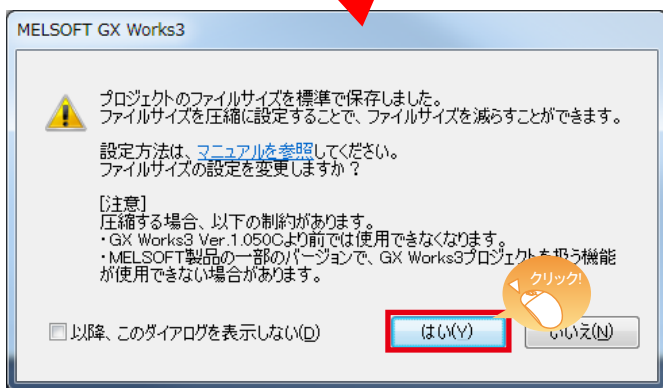 MELSOFT GX Works3
プロジェクトのファイルサイズを標準で保存しました。
ファイルサイズを圧縮に設定することで、ファイルサイズを減らすことができます。
設定方法は、マニュアルを参照してください。
ファイルサイズの設定を変更しますか？
[注意]
圧縮する場合、以下の制約があります。
・GX Works3 Ver.1.050Cより前では使用できなくなります。
・MELSOFT製品の一部のバージョンで、GX Works3プロジェクトを扱う機能
が使用できない場合があります。
クリック!
以降、このダイアログを表示しない(D)
はい(Y)
いいえ(N)